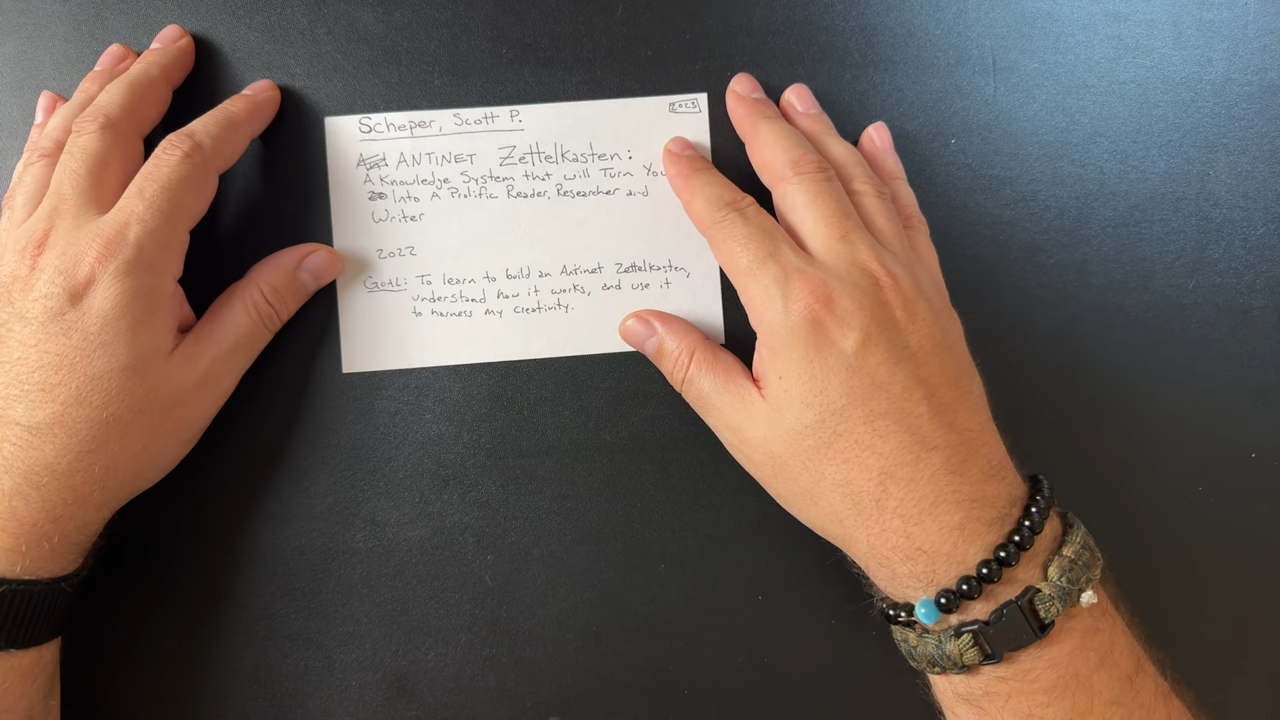 Scheper, Scott P.
2023
ANTINET Zettelkasten:
A Knowledge System that will Turn You
Into A Prolific Reader, Researcher and
Writer
2022
GOAL: To learn to build an Antinet Zettelkasten,
understand how it works, and use it
to harness my creativity.